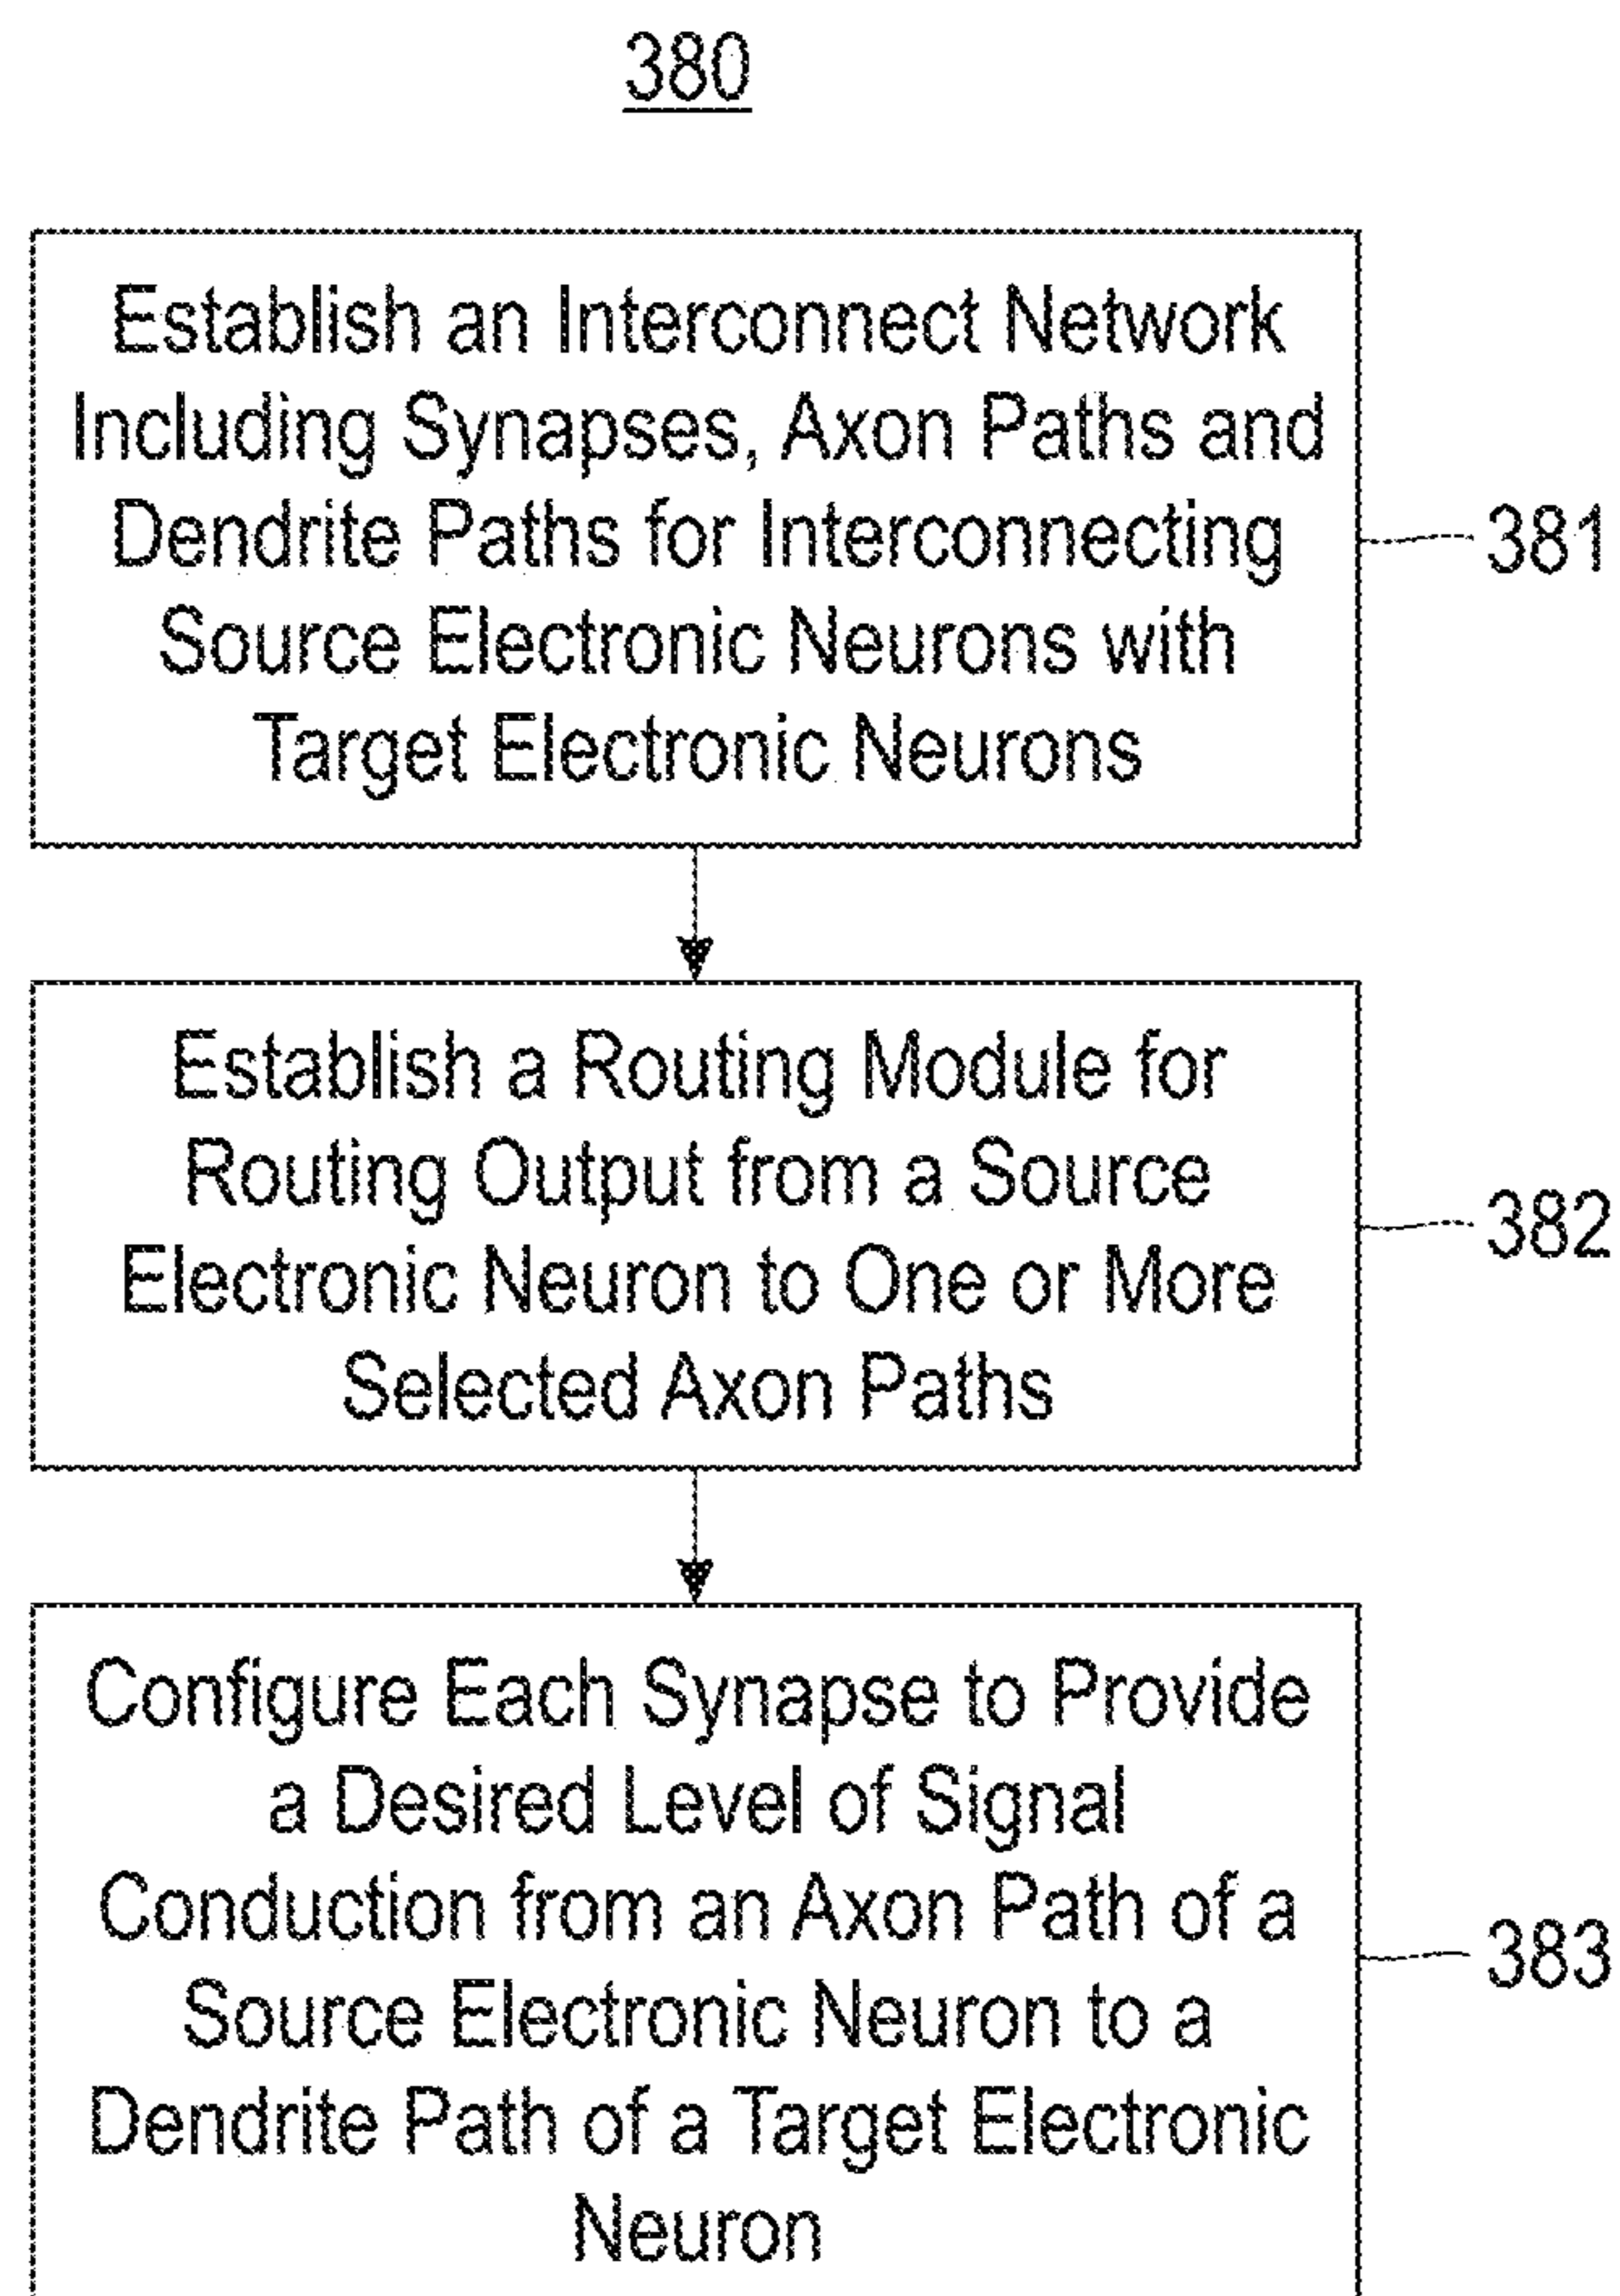 380
Establish an Interconnect Network
Including Synapses, Axon Paths and
Dendrite Paths for Interconnecting
Source Electronic Neurons with
Target Electronic Neurons
381
Establish a Routing Module for
Routing Output from a Source
Electronic Neuron to One or More
Selected Axon Paths
382
Configure Each Synapse to Provide
a Desired Level of Signal
Conduction from an Axon Path of a
Source Electronic Neuron to a
Dendrite Path of a Target Electronic
Neuron
383